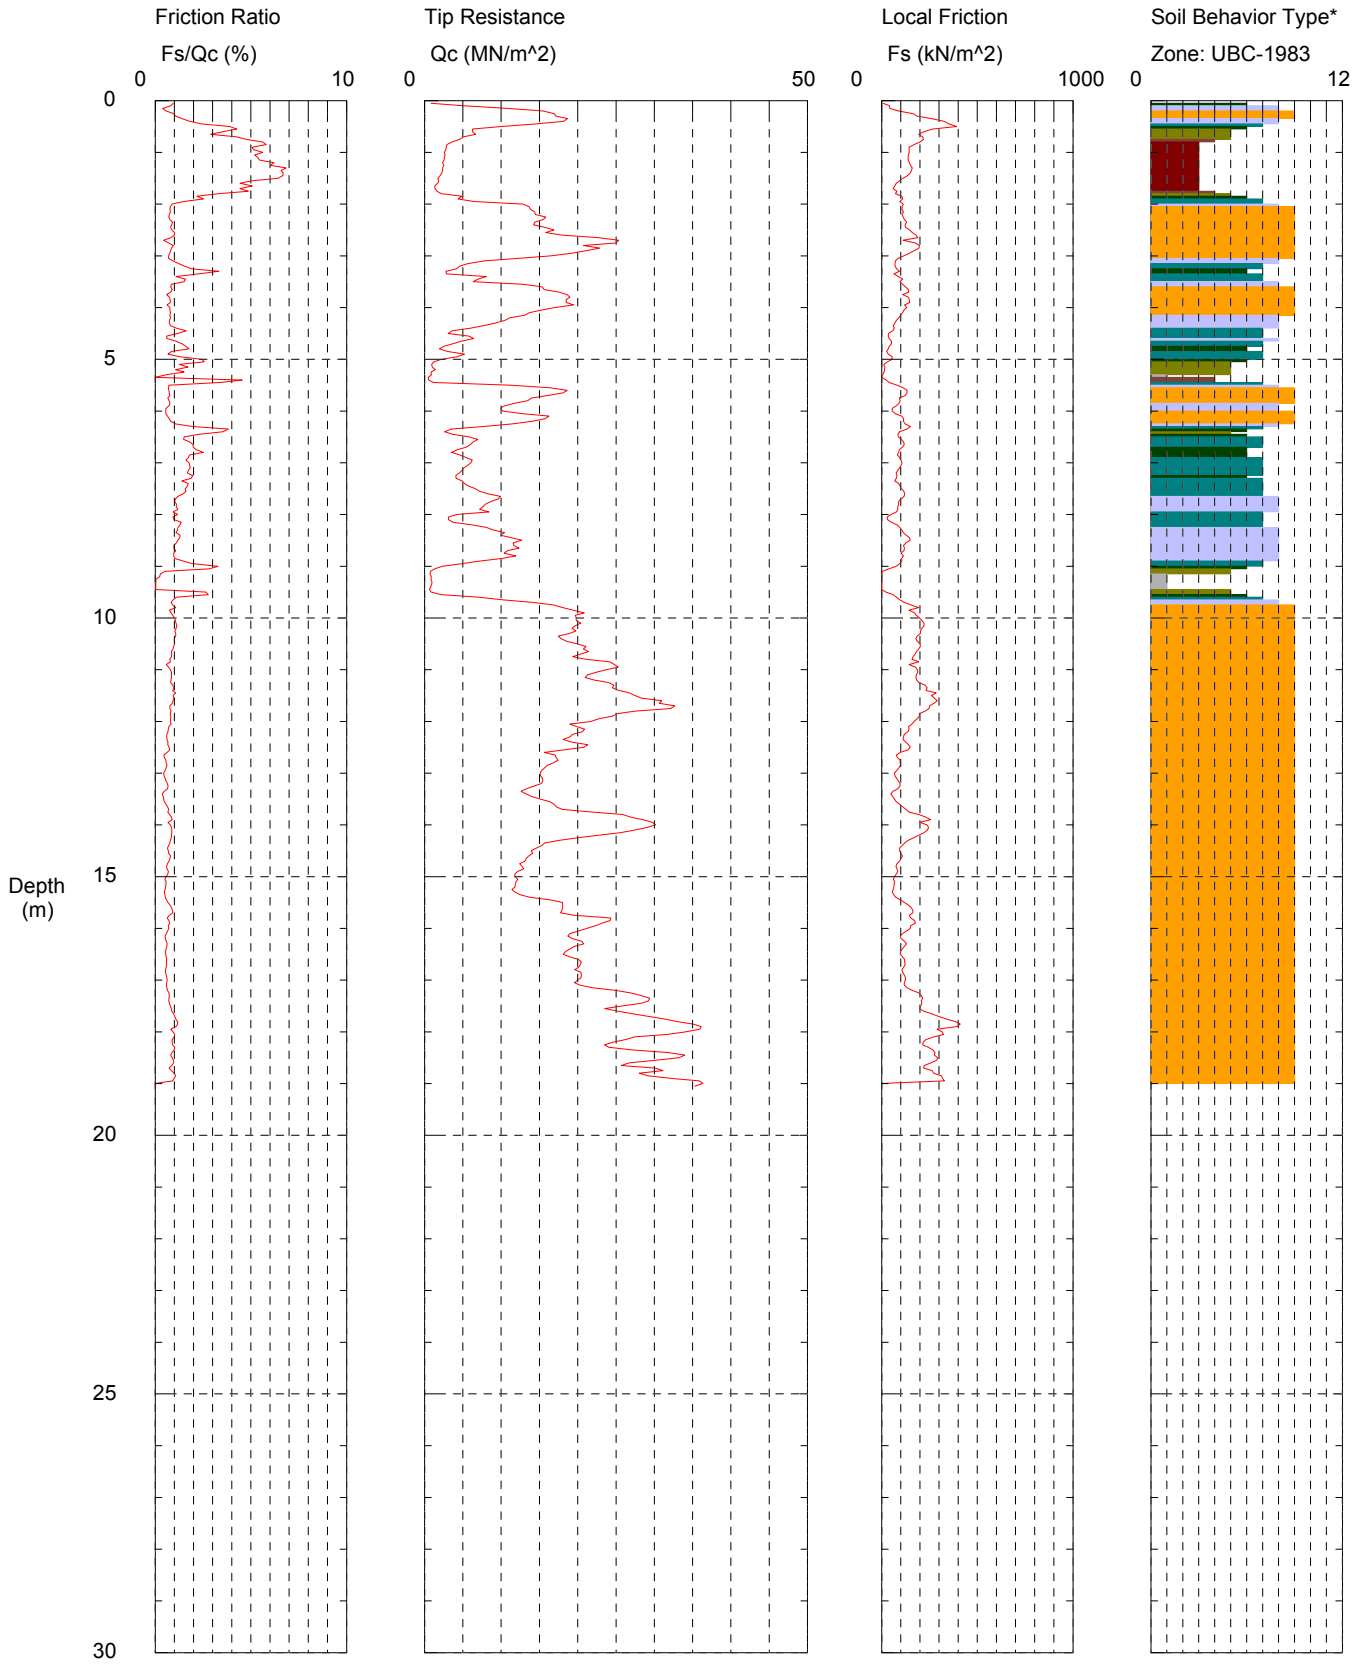 Friction Ratio Tip Resistance Local Friction Soil Behavior Type*
Fs/Qc (%) Qc (MN/m^2) Fs (kN/m^2) Zone: UBC-1983
0 10 0 50 0 1000 0 12
0
5
10
15
Depth
(m)
20
25
30